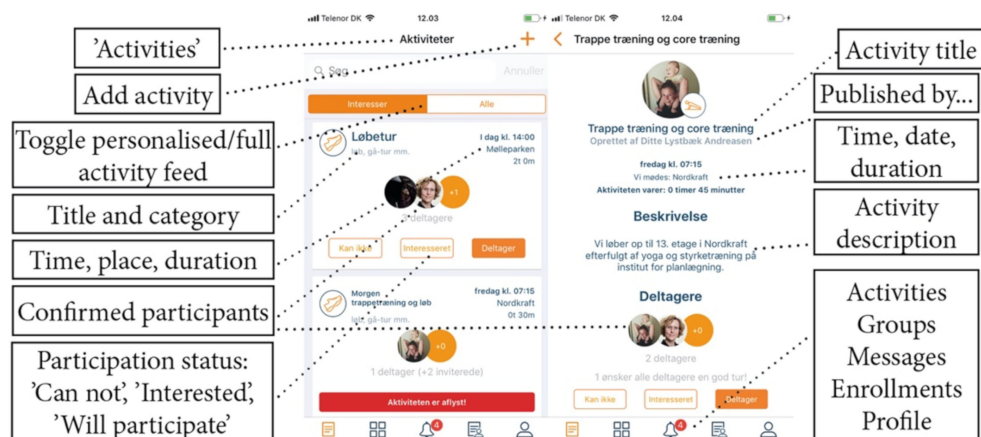 'Activities'
Add activity
Toggle personalised/full
activity feed
Title and category
Time, place, duration
Confirmed participants
Participation status:
'Can not', 'Interested',
'Will participate'
Telenor DK
12.03
Aktiviteter
Søg
Annuller
Interesser
Alle
Løbetur
løb, gå-tur mm.
I dag kl. 14:00
Mølleparken
2t 0m
+1
3 deltagere
Kan ikke
Interesseret
Deltager
Morgen
trappetræning og løb
løb, gå-tur mm.
fredag kl. 07:15
Nordkraft
0t 30m
+0
1 deltager (+2 inviterede)
Aktiviteten er aflyst!
4
Telenor DK
12.04
Trappe træning og core træning
Trappe træning og core træning
Oprettet af Ditte Lystbæk Andreasen
fredag kl. 07:15
Vi mødes: Nordkraft
Aktiviteten varer: 0 timer 45 minutter
Beskrivelse
Vi løber op til 13. etage i Nordkraft
efterfulgt af yoga og styrketræning på
institut for planlægning.
Deltagere
+0
2 deltagere
1 ønsker alle deltagere en god tur!
Kan ikke
Interesseret
Deltager
4
Activity title
Published by...
Time, date,
duration
Activity
description
Activities
Groups
Messages
Enrollments
Profile